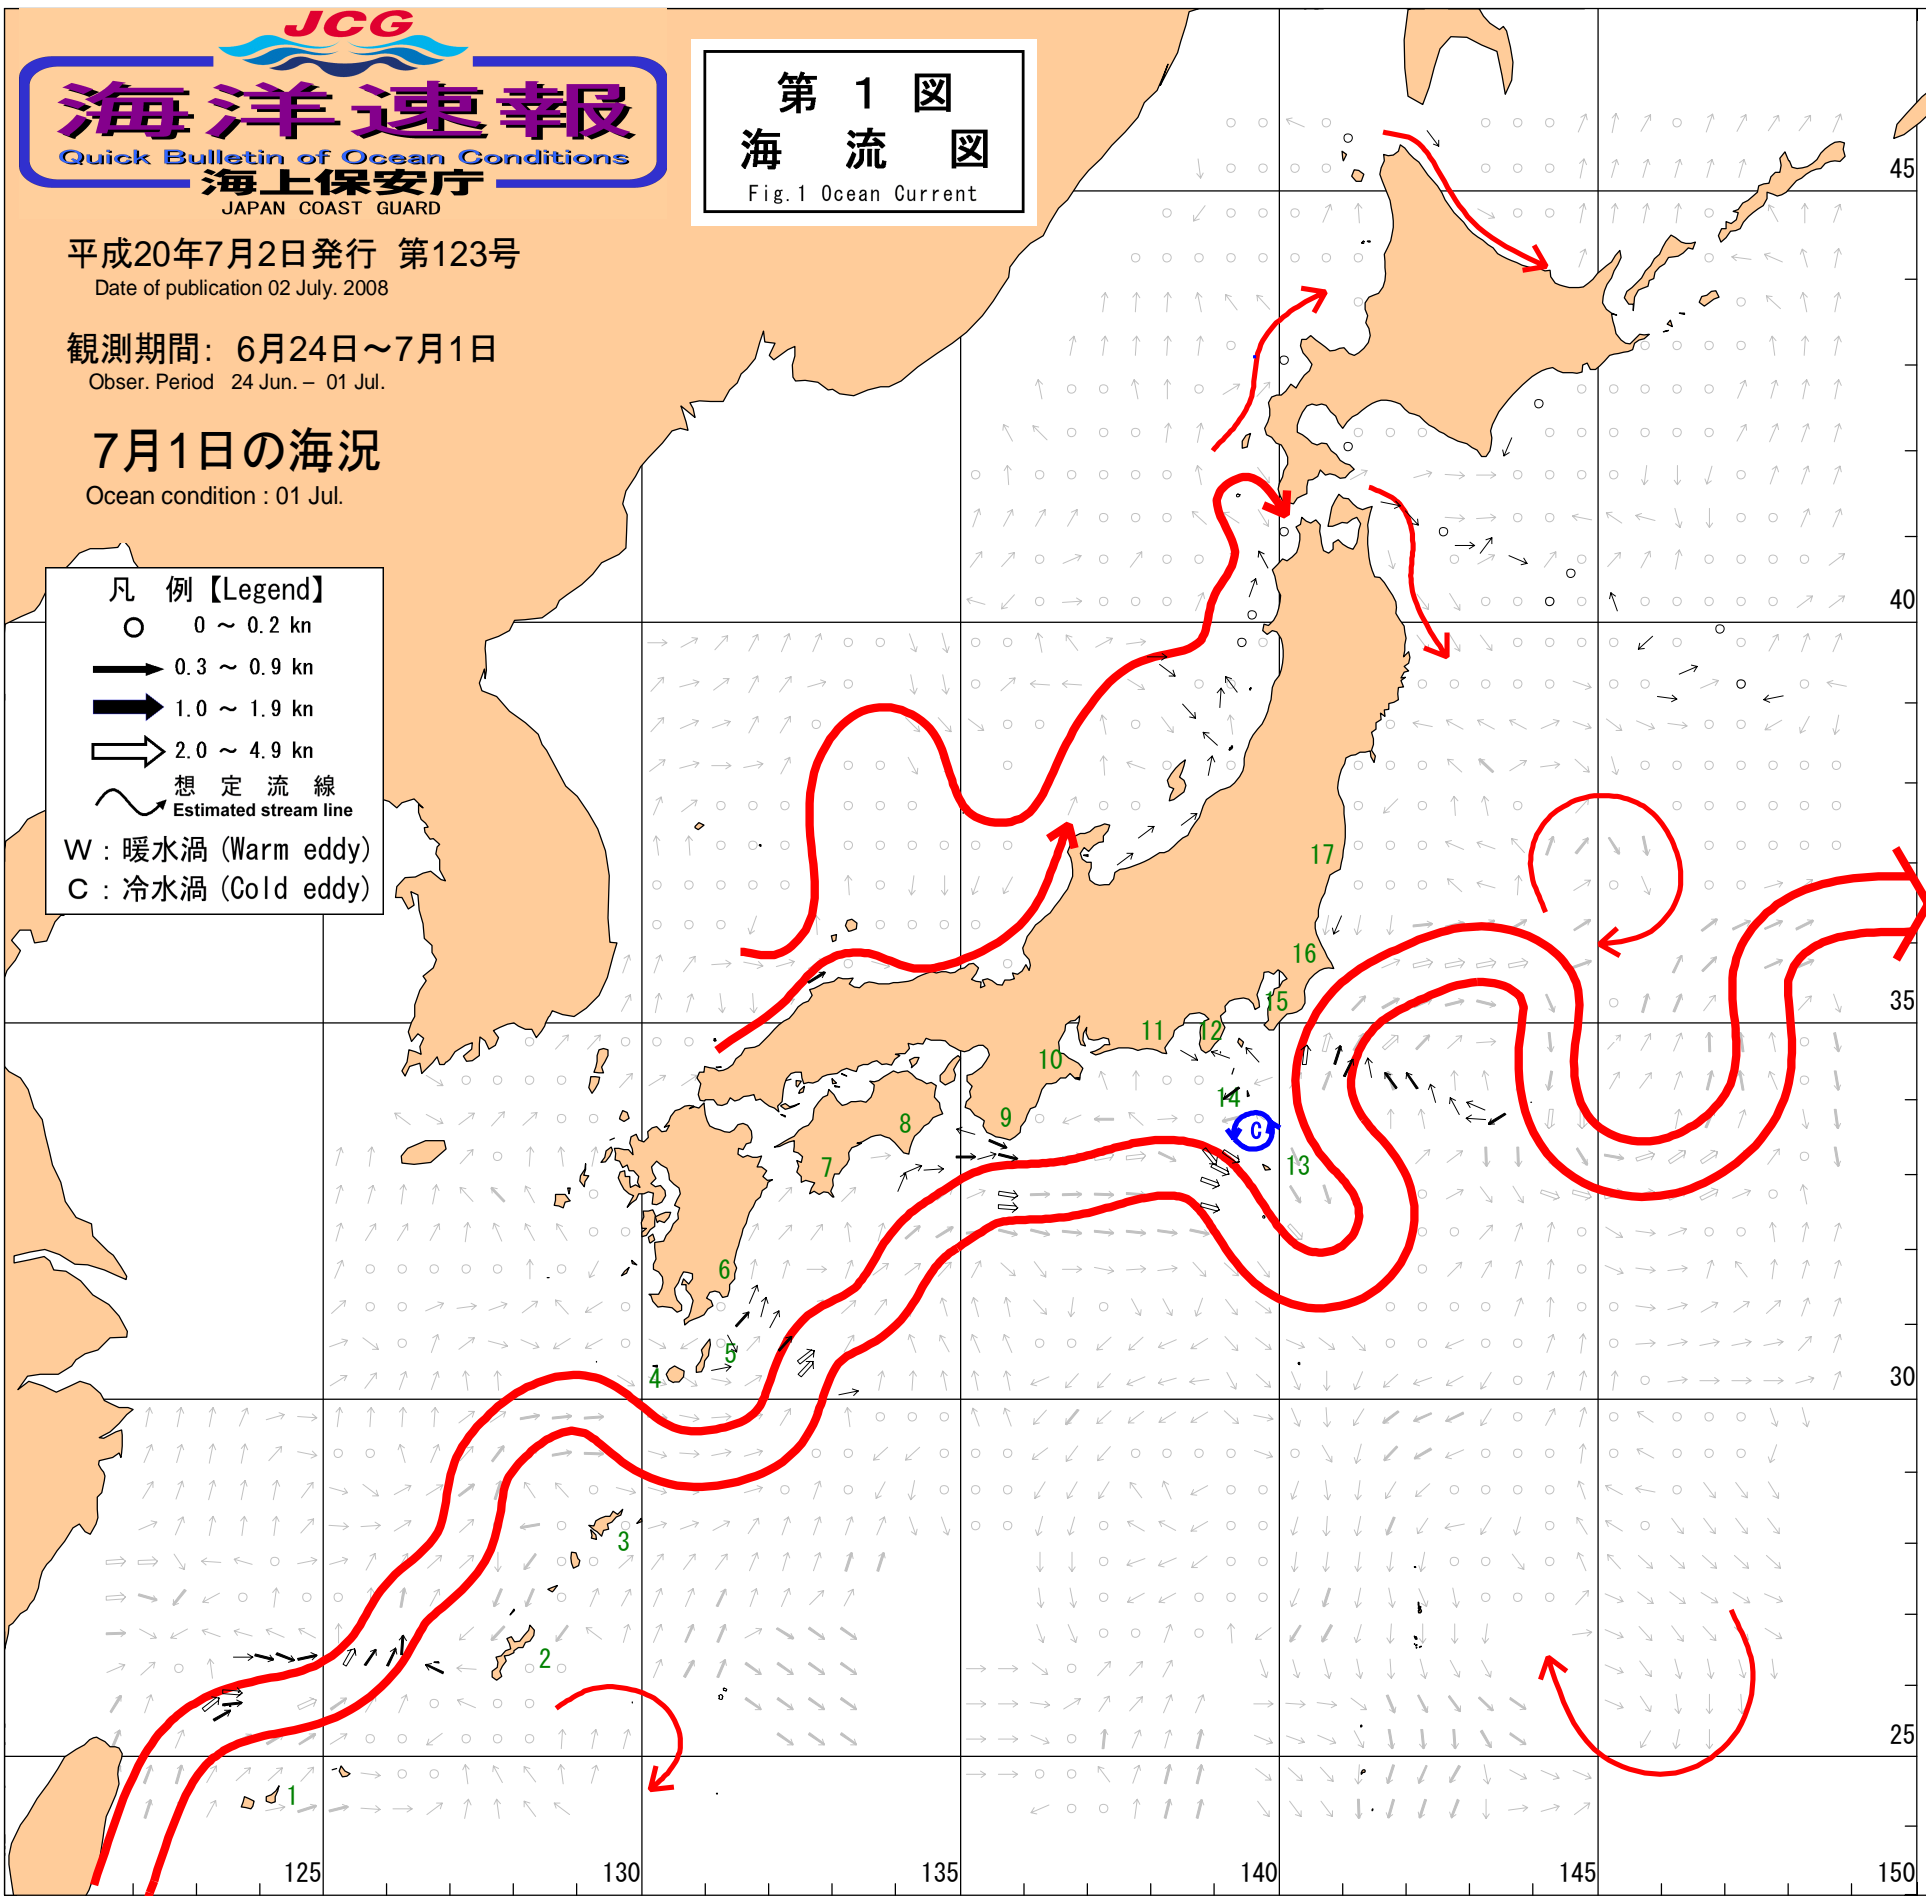 JCG
海洋速報
Quick Bulletin of Ocean Conditions
海上保安庁
JAPAN COAST GUARD
第 1 図
海 流 図
Fig.1 Ocean Current
平成20年7月2日発行 第123号
Date of publication 02 July. 2008
観測期間: 6月24日～7月1日
Obser. Period 24 Jun. – 01 Jul.
7月1日の海況
Ocean condition : 01 Jul.
凡 例【Legend】
0 ～ 0.2 kn
0.3 ～ 0.9 kn
1.0 ～ 1.9 kn
2.0 ～ 4.9 kn
想 定 流 線
Estimated stream line
W : 暖水渦 (Warm eddy)
C : 冷水渦 (Cold eddy)
45
40
17
16
35
15
12
11
10
14
9
8
C
13
7
6
5
4
30
3
2
25
1
125
130
135
140
145
150